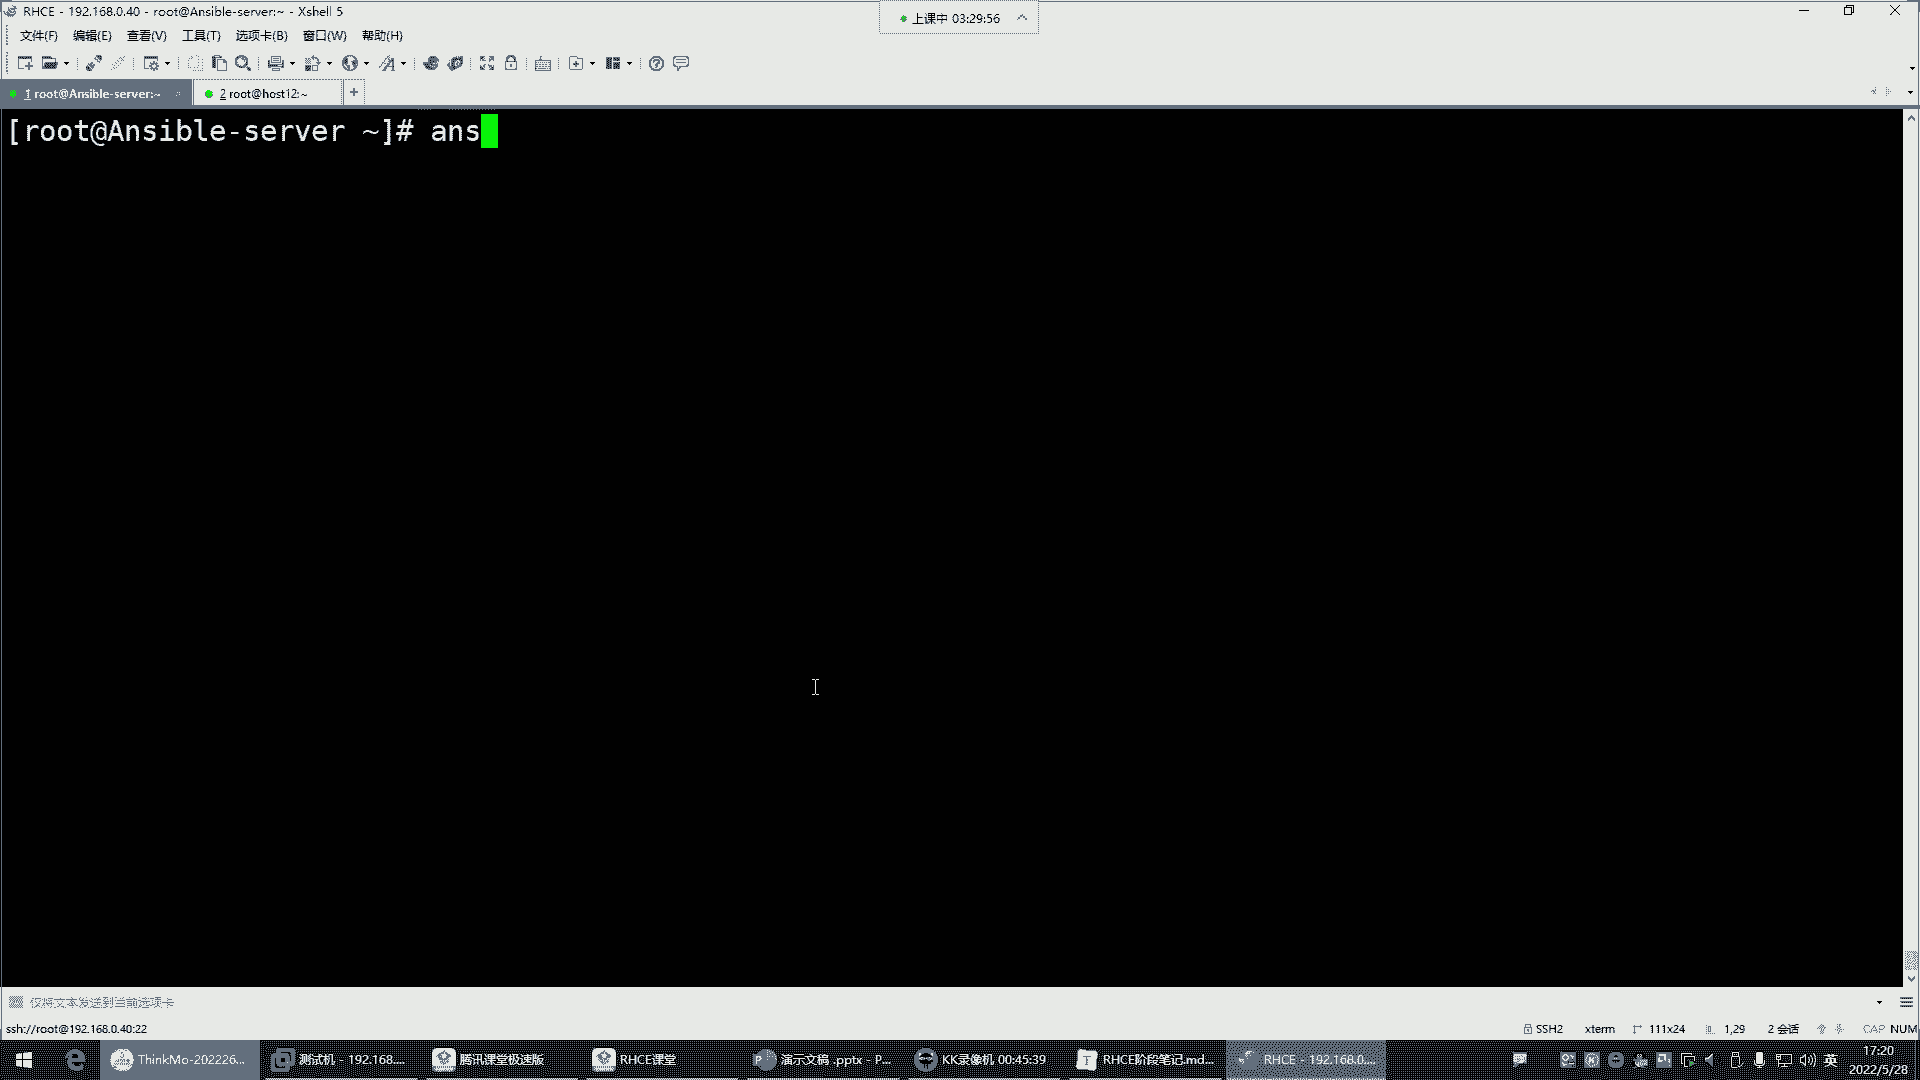 RHCE - 192.168.0.40 - root@Ansible-server:~ - Xshell 5
上课中 03:29:56
文件(F) 编辑(E) 查看(V) 工具(T) 选项卡(B) 窗口(W) 帮助(H)
1 root@Ansible-server:~ 2 root@host12:~
[root@Ansible-server ~]# ans
仅将文本发送到当前选项卡
ssh://root@192.168.0.40:22 SSH2 xterm 111x24 1,29 2 会话 CAP NUM
ThinkMo-202226... 测试机 - 192.168.... 腾讯课堂极速版 RHCE课堂 演示文稿 .pptx - P... KK录像机 00:45:39 RHCE阶段笔记.md... RHCE - 192.168.0.... 英 17:20
2022/5/28